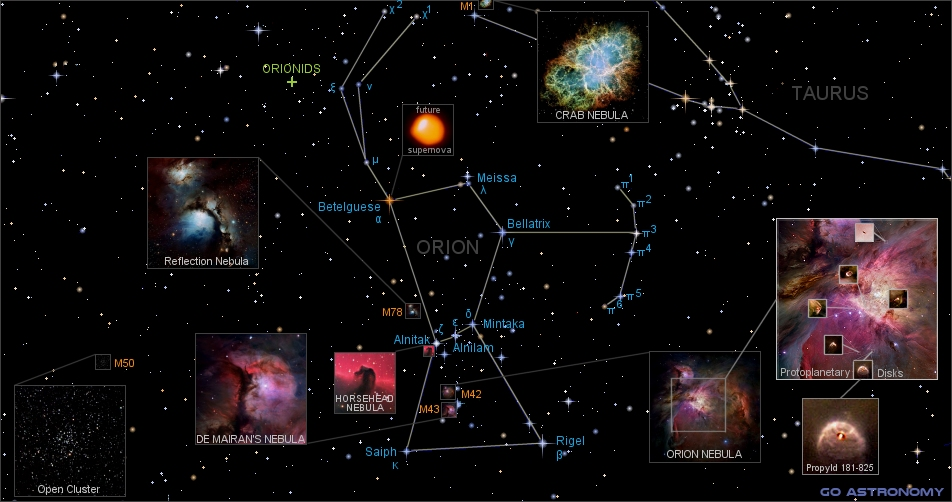 χ2
χ1
M1
ORIONIDS
ξ
ν
future
supernova
CRAB NEBULA
TAURUS
μ
Meissa
λ
π1
π2
Betelguese
α
Bellatrix
γ
π3
π4
ORION
Reflection Nebula
π5
π6
M78
δ
Mintaka
ζ
ε
Alnitak
Alnilam
M50
HORSEHEAD
NEBULA
M42
M43
Protoplanetary Disks
DE MAIRAN'S NEBULA
Saiph
κ
Rigel
β
ORION NEBULA
Propyld 181-825
Open Cluster
GO ASTRONOMY